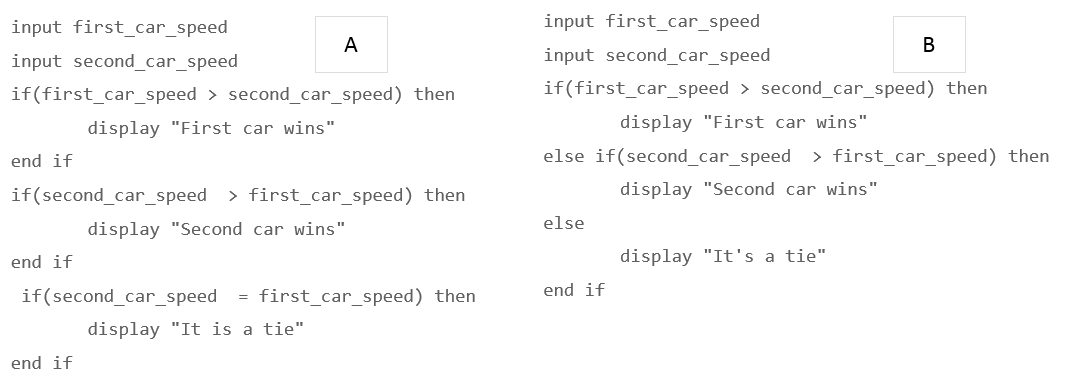 input first_car_speed
input second_car_speed
A
if(first_car_speed > second_car_speed) then
display "First car wins"
end if
if(second_car_speed  > first_car_speed) then
display "Second car wins"
end if
if(second_car_speed  = first_car_speed) then
display "It is a tie"
end if
input first_car_speed
input second_car_speed
B
if(first_car_speed > second_car_speed) then
display "First car wins"
else if(second_car_speed  > first_car_speed) then
display "Second car wins"
else
display "It's a tie"
end if